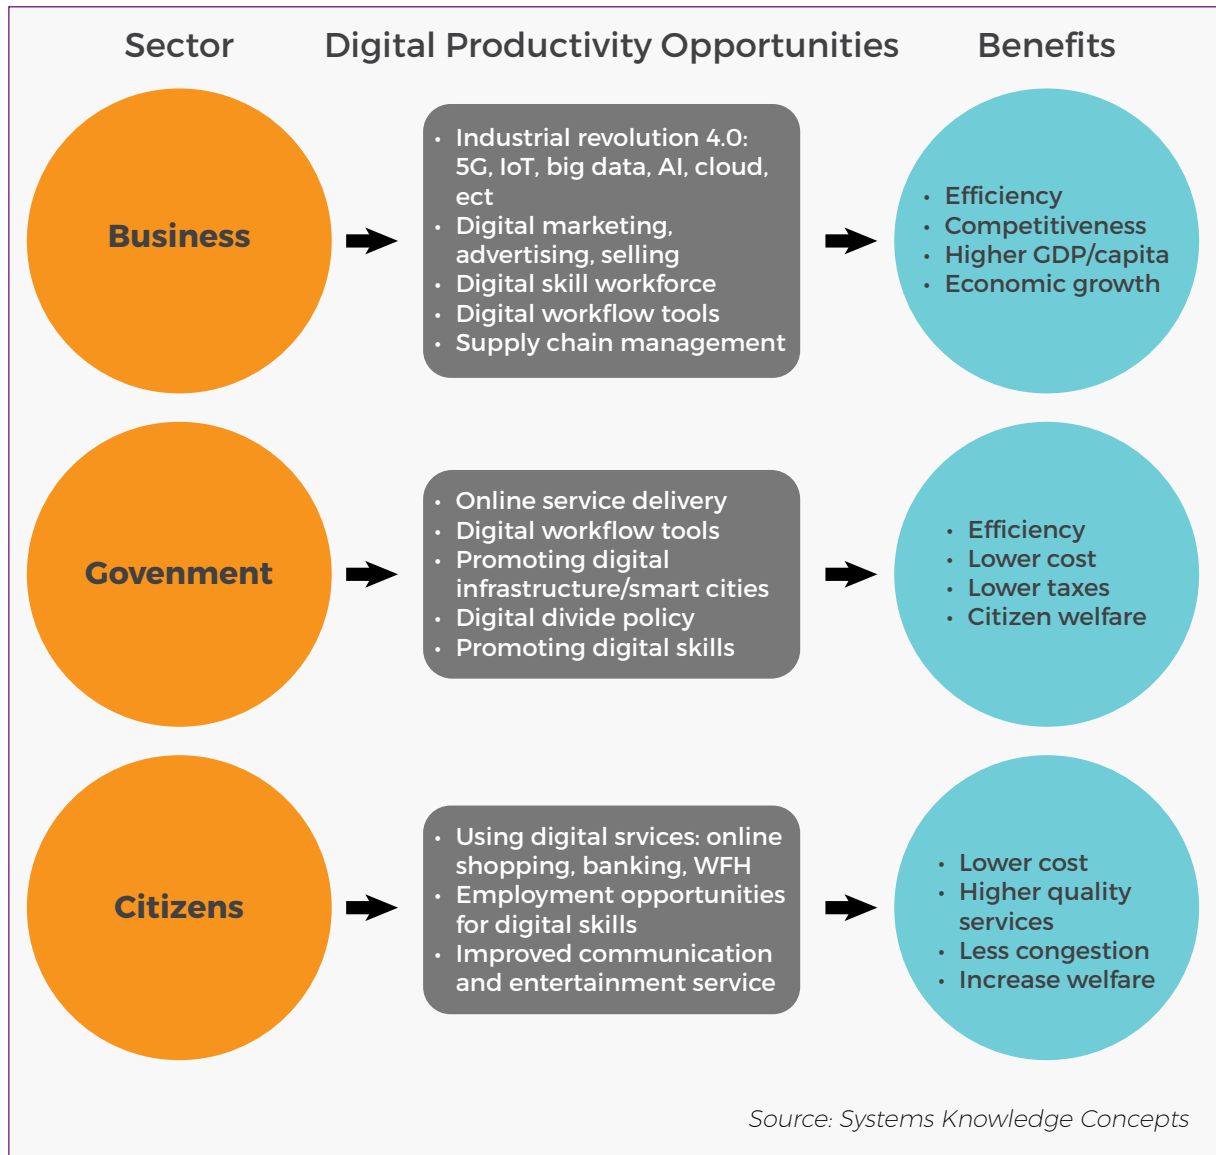 Sector
Digital Productivity Opportunities
Benefits
Business
• Industrial revolution 4.0:
5G, IoT, big data, AI, cloud,
ect
• Digital marketing,
advertising, selling
• Digital skill workforce
• Digital workflow tools
• Supply chain management
• Efficiency
• Competitiveness
• Higher GDP/capita
• Economic growth
Govenment
• Online service delivery
• Digital workflow tools
• Promoting digital
infrastructure/smart cities
• Digital divide policy
• Promoting digital skills
• Efficiency
• Lower cost
• Lower taxes
• Citizen welfare
Citizens
• Using digital srvices: online
shopping, banking, WFH
• Employment opportunities
for digital skills
• Improved communication
and entertainment service
• Lower cost
• Higher quality
services
• Less congestion
• Increase welfare
Source: Systems Knowledge Concepts